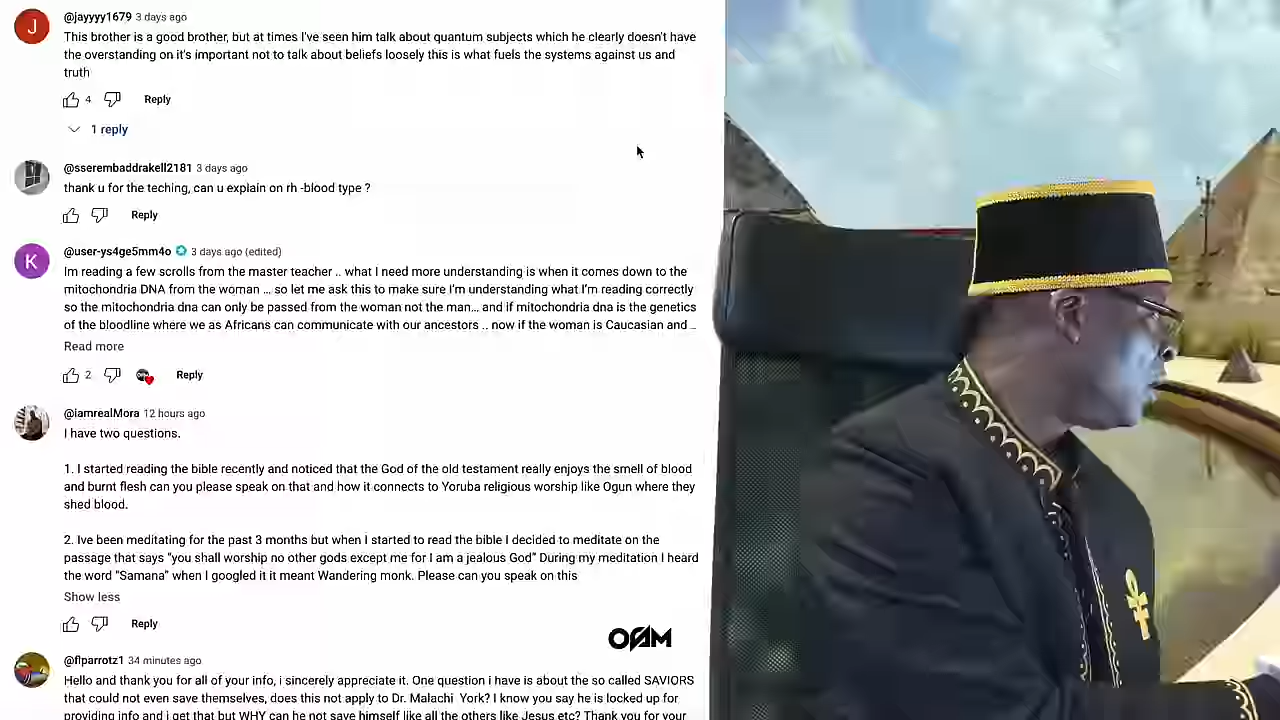 J
@jayyyy1679 3 days ago
This brother is a good brother, but at times I've seen him talk about quantum subjects which he clearly doesn't have
the overstanding on it's important not to talk about beliefs loosely this is what fuels the systems against us and
truth
4 Reply
1 reply
@sserembaddrakell2181 3 days ago
thank u for the teching, can u explain on rh -blood type ?
Reply
K
@user-ys4ge5mm4o 3 days ago (edited)
Im reading a few scrolls from the master teacher .. what I need more understanding is when it comes down to the
mitochondria DNA from the woman ... so let me ask this to make sure I'm understanding what I'm reading correctly
so the mitochondria dna can only be passed from the woman not the man... and if mitochondria dna is the genetics
of the bloodline where we as Africans can communicate with our ancestors .. now if the woman is Caucasian and ..
Read more
2 Reply
@iamrealMora 12 hours ago
I have two questions.
1. I started reading the bible recently and noticed that the God of the old testament really enjoys the smell of blood
and burnt flesh can you please speak on that and how it connects to Yoruba religious worship like Ogun where they
shed blood.
2. Ive been meditating for the past 3 months but when I started to read the bible I decided to meditate on the
passage that says "you shall worship no other gods except me for I am a jealous God" During my meditation I heard
the word "Samana" when I googled it it meant Wandering monk. Please can you speak on this
Show less
Reply
OOM
@flparrotz1 34 minutes ago
Hello and thank you for all of your info, i sincerely appreciate it. One question i have is about the so called SAVIORS
that could not even save themselves, does this not apply to Dr. Malachi York? I know you say he is locked up for
providing info and i get that but WHY can he not save himself like all the others like Jesus etc? Thank you for your